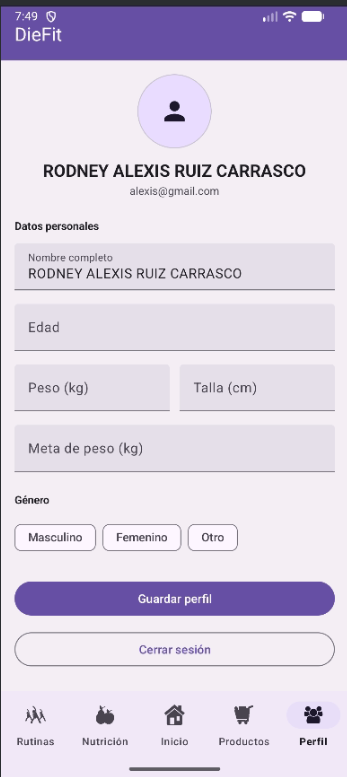 7:49
DieFit
RODNEY ALEXIS RUIZ CARRASCO
alexis@gmail.com
Datos personales
Nombre completo
RODNEY ALEXIS RUIZ CARRASCO
Edad
Peso (kg) Talla (cm)
Meta de peso (kg)
Género
Masculino Femenino Otro
Guardar perfil
Cerrar sesión
Rutinas Nutrición Inicio Productos Perfil